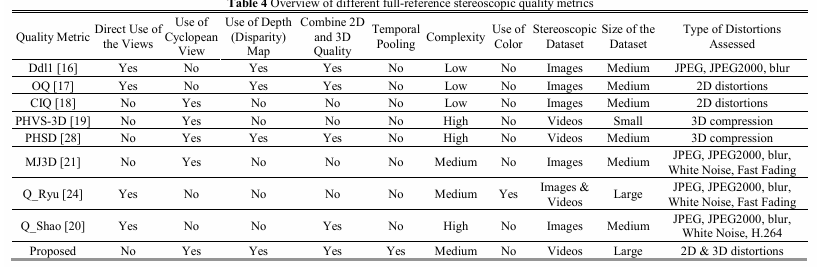 Table 4 Overview of different full-reference stereoscopic quality metrics
Quality Metric Direct Use of the Views Use of Cyclopean View Use of Depth (Disparity) Map Combine 2D and 3D Quality Temporal Pooling Complexity Use of Color Stereoscopic Dataset Size of the Dataset Type of Distortions Assessed
Ddl1 [16] Yes No Yes Yes No Low No Images Medium JPEG, JPEG2000, blur
OQ [17] Yes No Yes Yes No Low No Images Medium 2D distortions
CIQ [18] No Yes No No No Low No Images Medium 2D distortions
PHVS-3D [19] No Yes No No No High No Videos Small 3D compression
PHSD [28] No Yes Yes Yes No High No Videos Medium 3D compression
MJ3D [21] No Yes No No No Medium No Images Medium JPEG, JPEG2000, blur, White Noise, Fast Fading
Q_Ryu [24] Yes No No No No Medium Yes Images & Videos Large JPEG, JPEG2000, blur, White Noise, Fast Fading
Q_Shao [20] Yes No No Yes No High No Images Medium JPEG, JPEG2000, blur, White Noise, H.264
Proposed No Yes Yes Yes Yes Medium No Videos Large 2D & 3D distortions